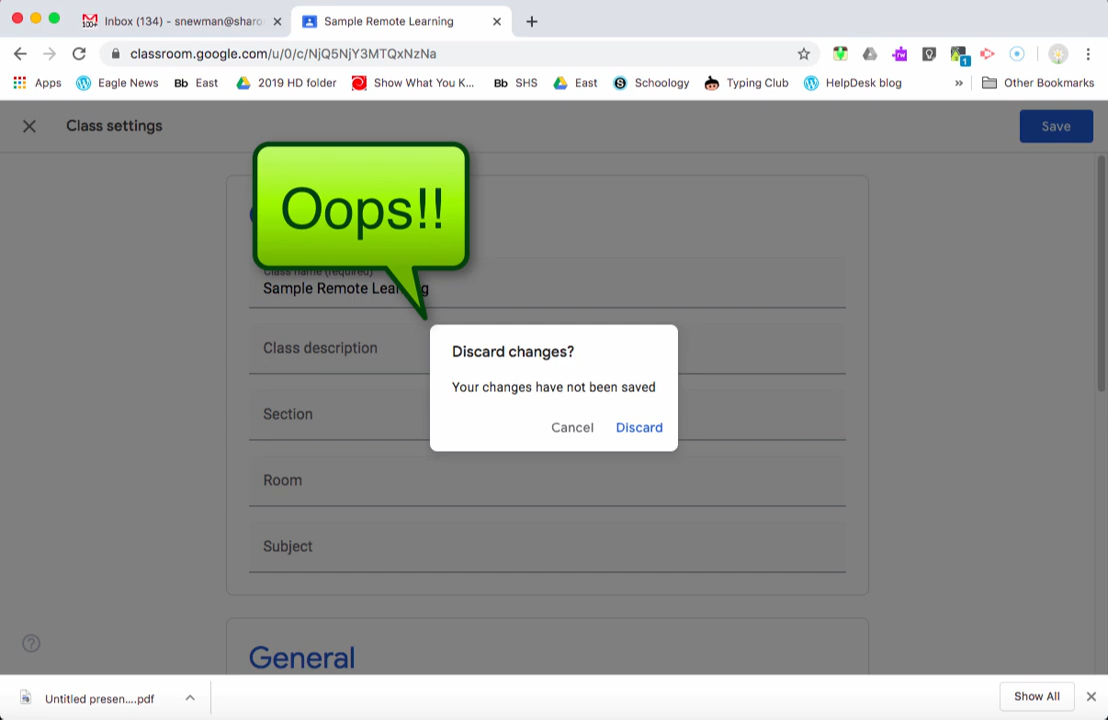 Inbox (134) - snewman@sharo
Sample Remote Learning
classroom.google.com/u/0/c/NjQ5NjY3MTQxNzNa
Apps
Eagle News
Bb East
2019 HD folder
Show What You K...
Bb SHS
East
Schoology
Typing Club
HelpDesk blog
»
Other Bookmarks
Class settings
Save
Oops!!
Class name (required)
Sample Remote Learning
Class description
Discard changes?
Your changes have not been saved
Cancel
Discard
Section
Room
Subject
General
Untitled presen....pdf
Show All